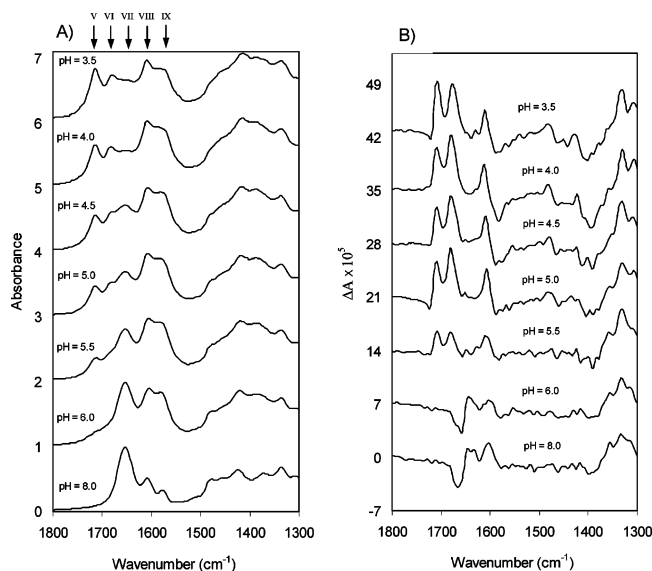 V VI VII VIII IX
A)
B)
7
6
5
4
3
2
1
0
Absorbance
pH = 3.5
pH = 4.0
pH = 4.5
pH = 5.0
pH = 5.5
pH = 6.0
pH = 8.0
1800 1700 1600 1500 1400 1300
Wavenumber (cm⁻¹)
49
42
35
28
21
14
7
0
-7
ΔA x 10⁵
pH = 3.5
pH = 4.0
pH = 4.5
pH = 5.0
pH = 5.5
pH = 6.0
pH = 8.0
1800 1700 1600 1500 1400 1300
Wavenumber (cm⁻¹)